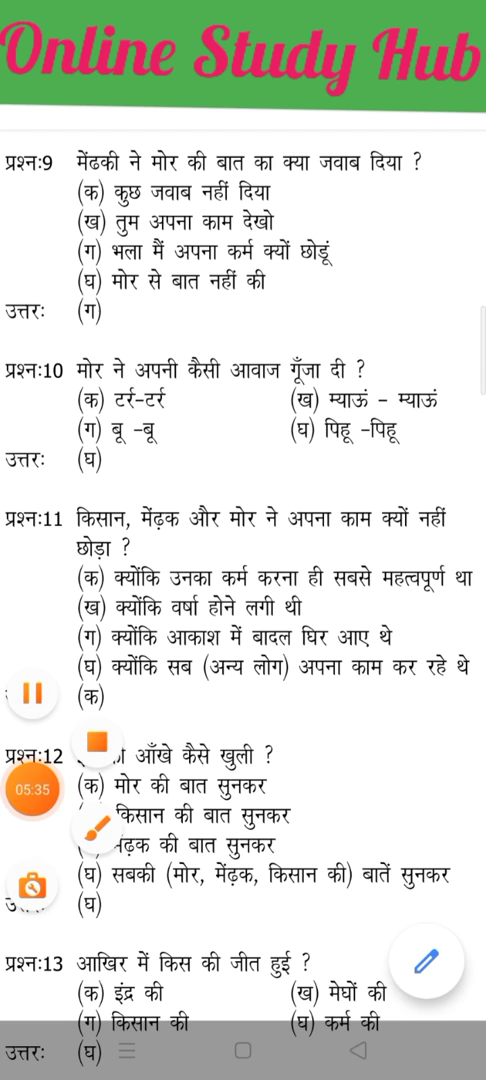 Online Study Hub
प्रश्नः9 मेंढकी ने मोर की बात का क्या जवाब दिया ?
(क) कुछ जवाब नहीं दिया
(ख) तुम अपना काम देखो
(ग) भला मैं अपना कर्म क्यों छोडूं
(घ) मोर से बात नहीं की
उत्तरः (ग)
प्रश्नः10 मोर ने अपनी कैसी आवाज गूँजा दी ?
(क) टर्र-टर्र (ख) म्याऊं - म्याऊं
(ग) बू -बू (घ) पिहू -पिहू
उत्तरः (घ)
प्रश्नः11 किसान, मेंढ़क और मोर ने अपना काम क्यों नहीं
छोड़ा ?
(क) क्योंकि उनका कर्म करना ही सबसे महत्वपूर्ण था
(ख) क्योंकि वर्षा होने लगी थी
(ग) क्योंकि आकाश में बादल घिर आए थे
(घ) क्योंकि सब (अन्य लोग) अपना काम कर रहे थे
(क)
प्रश्नः12 आँखे कैसे खुली ?
(क) मोर की बात सुनकर
किसान की बात सुनकर
की बात सुनकर
(घ) सबकी (मोर, मेंढ़क, किसान की) बातें सुनकर
(घ)
05:35
प्रश्नः13 आखिर में किस की जीत हुई ?
(क) इंद्र की (ख) मेघों की
(ग) किसान की (घ) कर्म की
उत्तरः (घ)